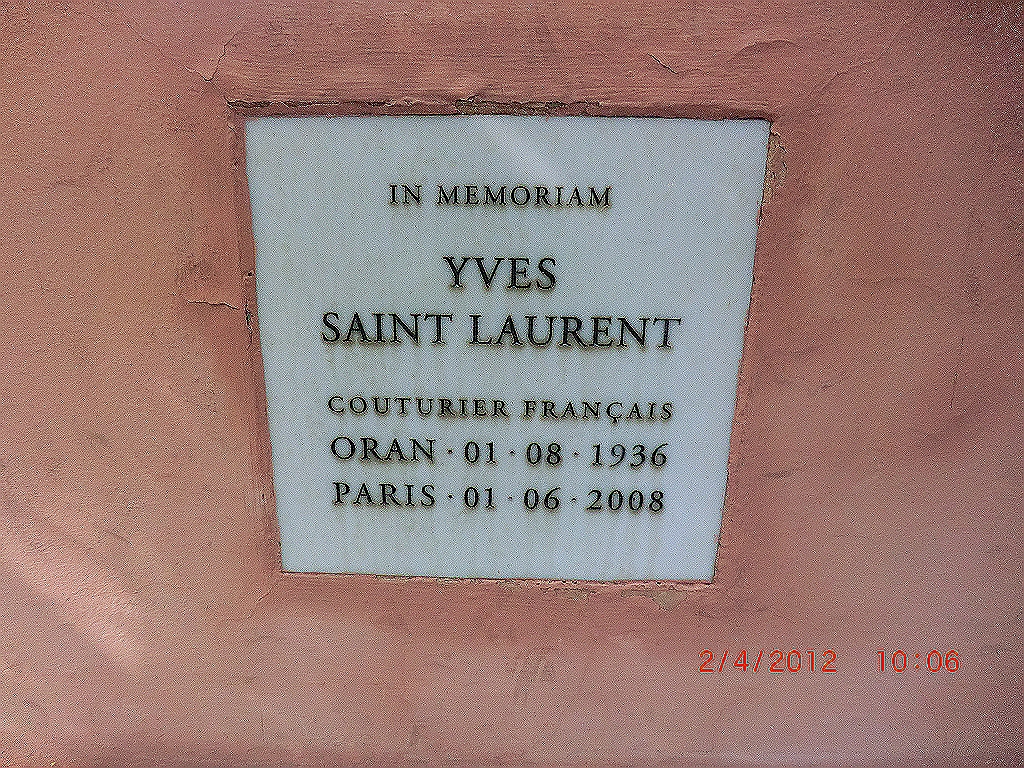 IN MEMORIAM
YVES
SAINT LAURENT
COUTURIER FRANÇAIS
ORAN · 01 · 08 · 1936
PARIS · 01 · 06 · 2008
2/4/2012 10:06